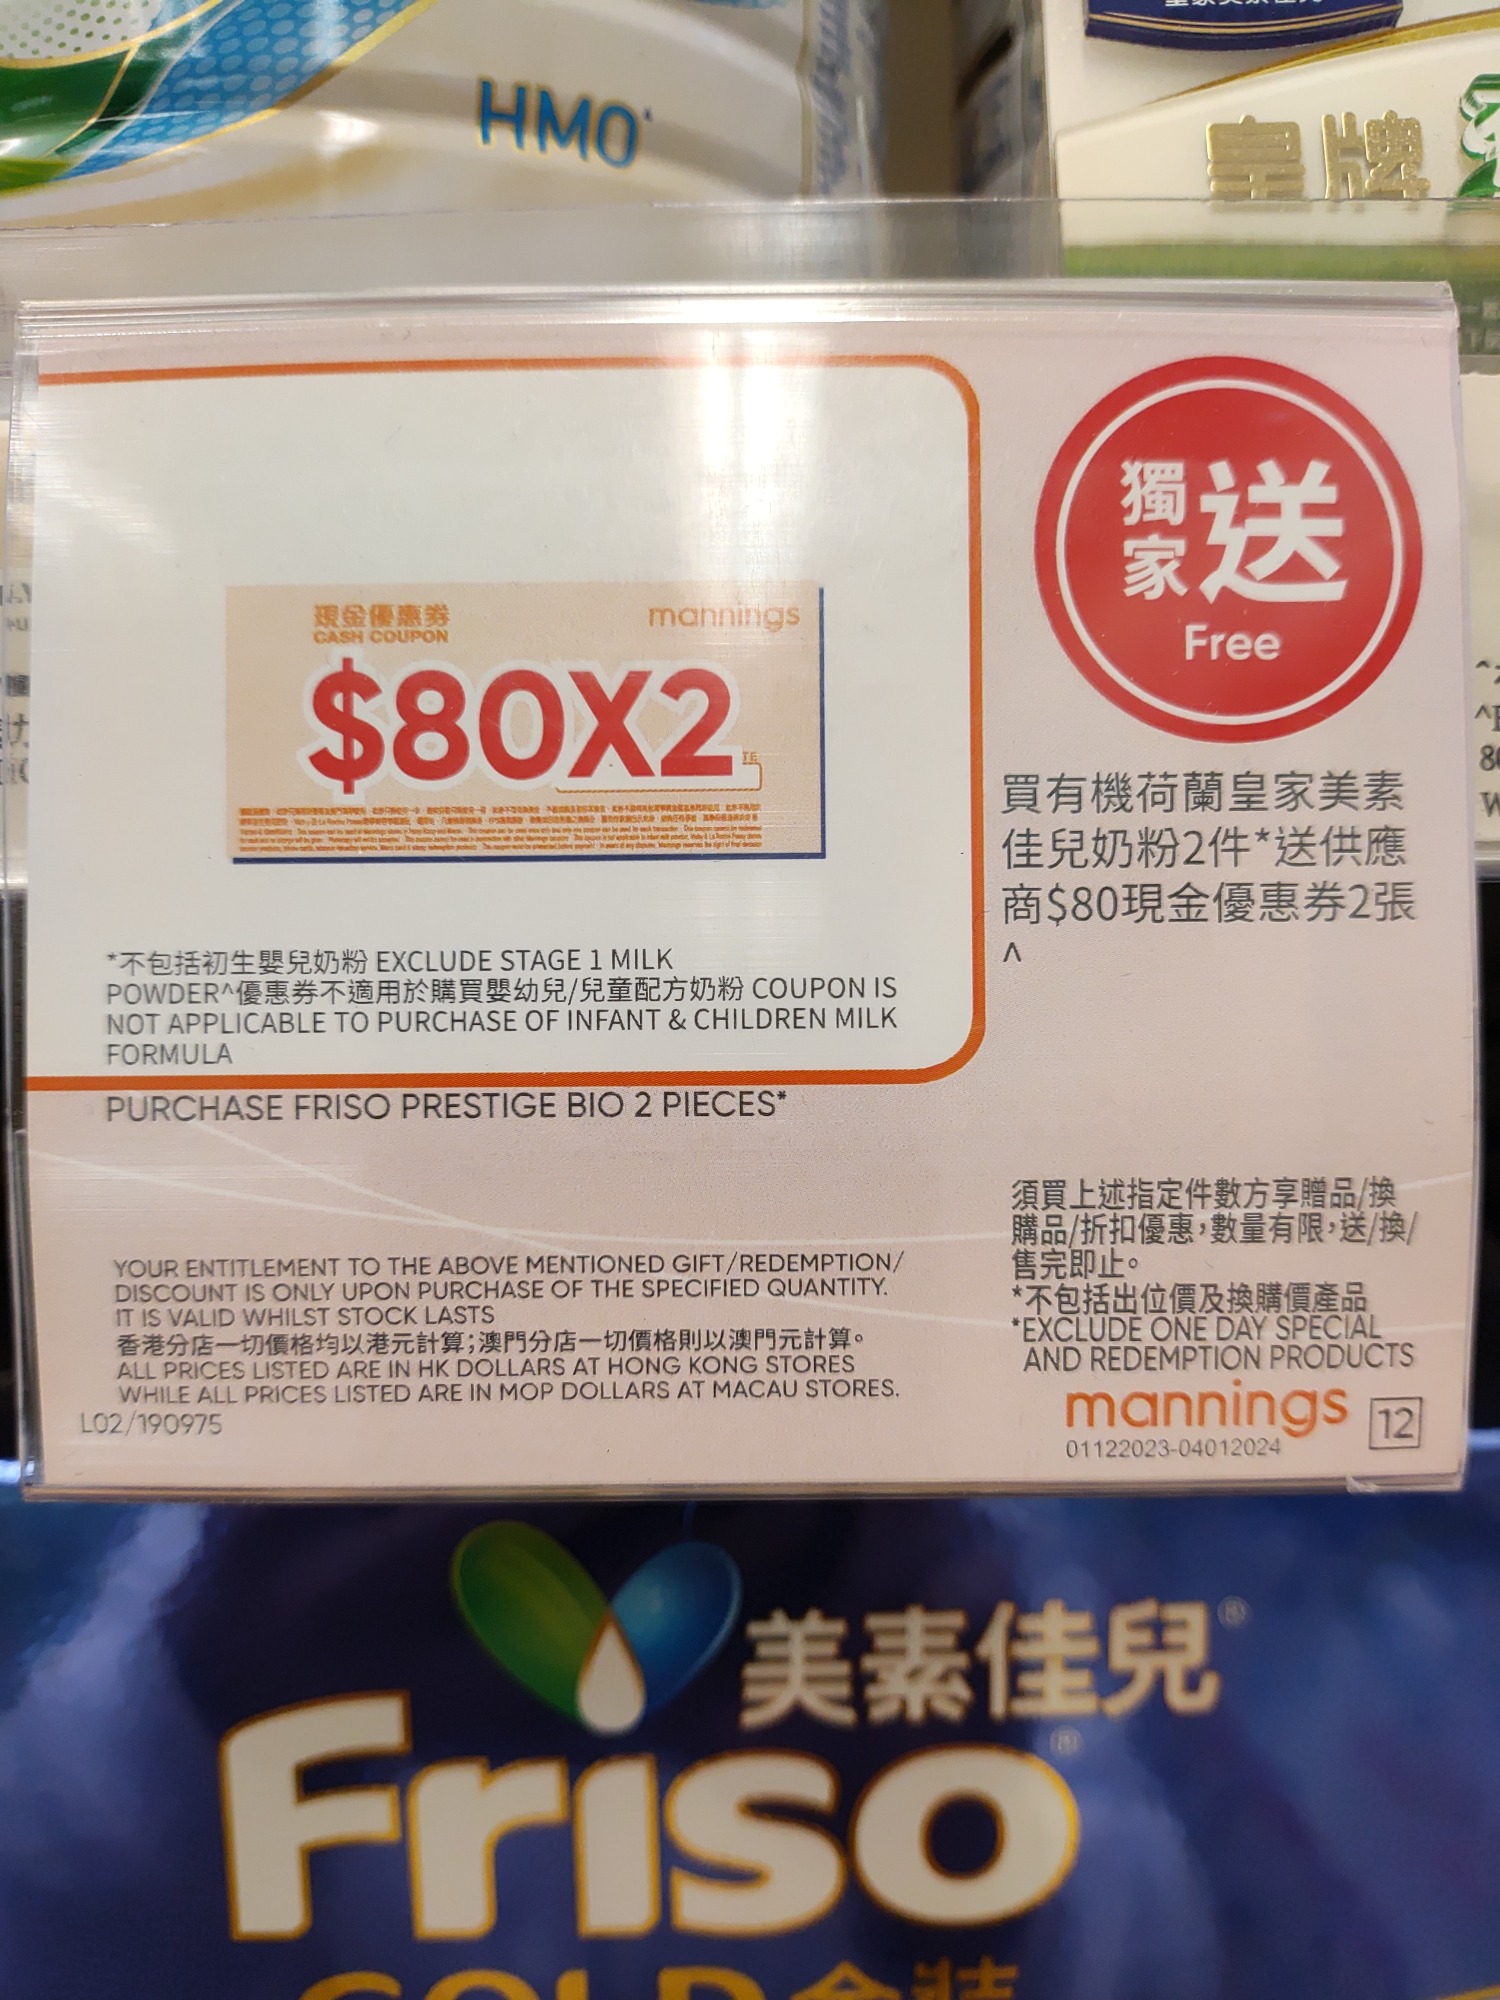 HMO
皇牌
獨家送
Free
現金優惠券
CASH COUPON
mannings
$80X2
買有機荷蘭皇家美素
佳兒奶粉2件*送供應
商$80現金優惠券2張
^
*不包括初生嬰兒奶粉 EXCLUDE STAGE 1 MILK
POWDER^優惠券不適用於購買嬰幼兒/兒童配方奶粉 COUPON IS
NOT APPLICABLE TO PURCHASE OF INFANT & CHILDREN MILK
FORMULA
PURCHASE FRISO PRESTIGE BIO 2 PIECES*
須買上述指定件數方享贈品/換
購品/折扣優惠,數量有限,送/換/
售完即止。
*不包括出位價及換購價產品
*EXCLUDE ONE DAY SPECIAL
AND REDEMPTION PRODUCTS
YOUR ENTITLEMENT TO THE ABOVE MENTIONED GIFT/REDEMPTION/
DISCOUNT IS ONLY UPON PURCHASE OF THE SPECIFIED QUANTITY.
IT IS VALID WHILST STOCK LASTS
香港分店一切價格均以港元計算;澳門分店一切價格則以澳門元計算。
ALL PRICES LISTED ARE IN HK DOLLARS AT HONG KONG STORES
WHILE ALL PRICES LISTED ARE IN MOP DOLLARS AT MACAU STORES.
L02/190975
mannings 12
01122023-04012024
美素佳兒®
Friso®
GOLD金裝